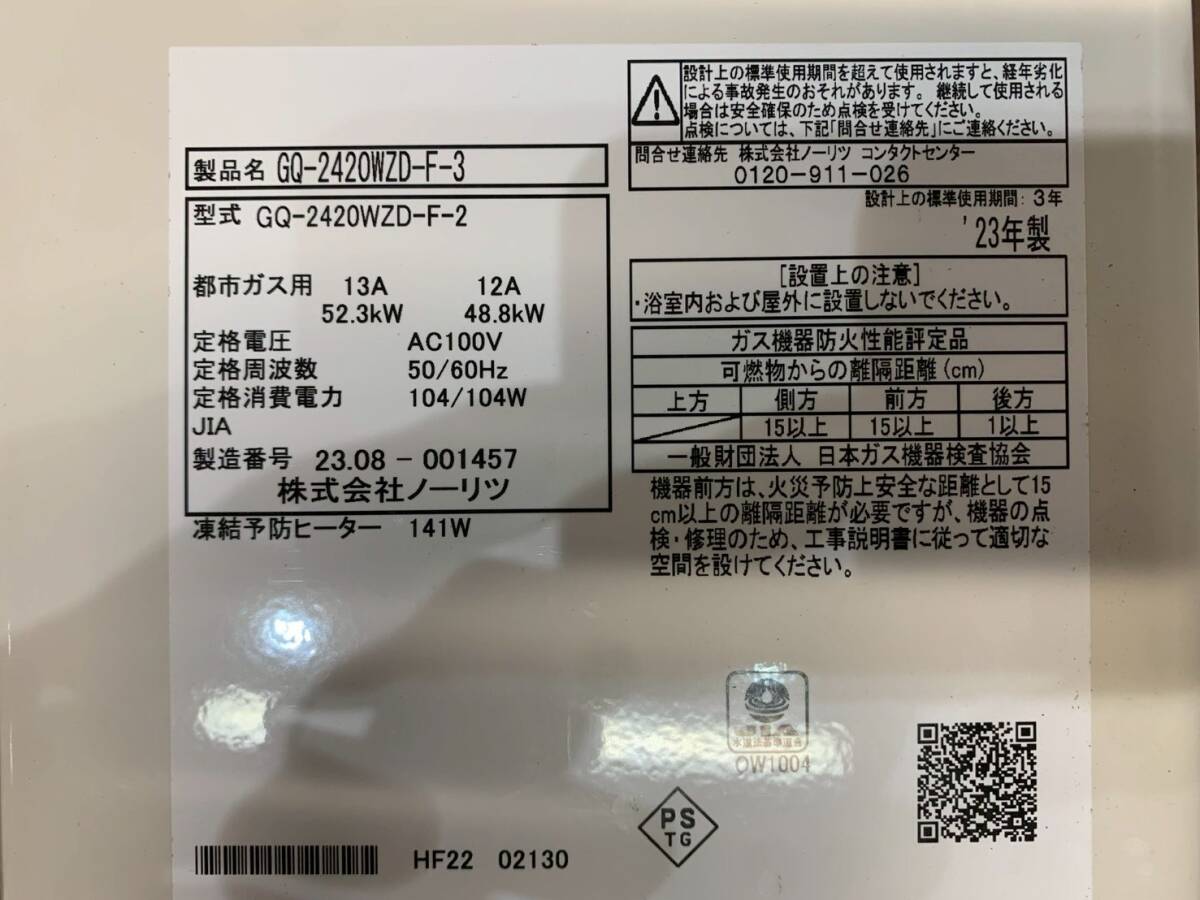 製品名 GQ-2420WZD-F-3
型式 GQ-2420WZD-F-2
都市ガス用 13A 12A
52.3kW 48.8kW
定格電圧 AC100V
定格周波数 50/60Hz
定格消費電力 104/104W
JIA
製造番号 23.08-001457
株式会社ノーリツ
凍結予防ヒーター 141W
設計上の標準使用期間を超えて使用されますと、経年劣化
による事故発生のおそれがあります。継続して使用される
場合は安全確保のため点検を受けてください。
点検については、下記「問合せ連絡先」にご連絡ください。
問合せ連絡先 株式会社ノーリツ コンタクトセンター
0120-911-026
設計上の標準使用期間:3年
'23年製
[設置上の注意]
・浴室内および屋外に設置しないでください。
ガス機器防火性能評定品
可燃物からの離隔距離(cm)
上方 側方 前方 後方
15以上 15以上 1以上
一般財団法人 日本ガス機器検査協会
機器前方は、火災予防上安全な距離として15
cm以上の離隔距離が必要ですが、機器の点
検・修理のため、工事説明書に従って適切な
空間を設けてください。
水道法基準適合
OW1004
PS
TG
HF22 02130